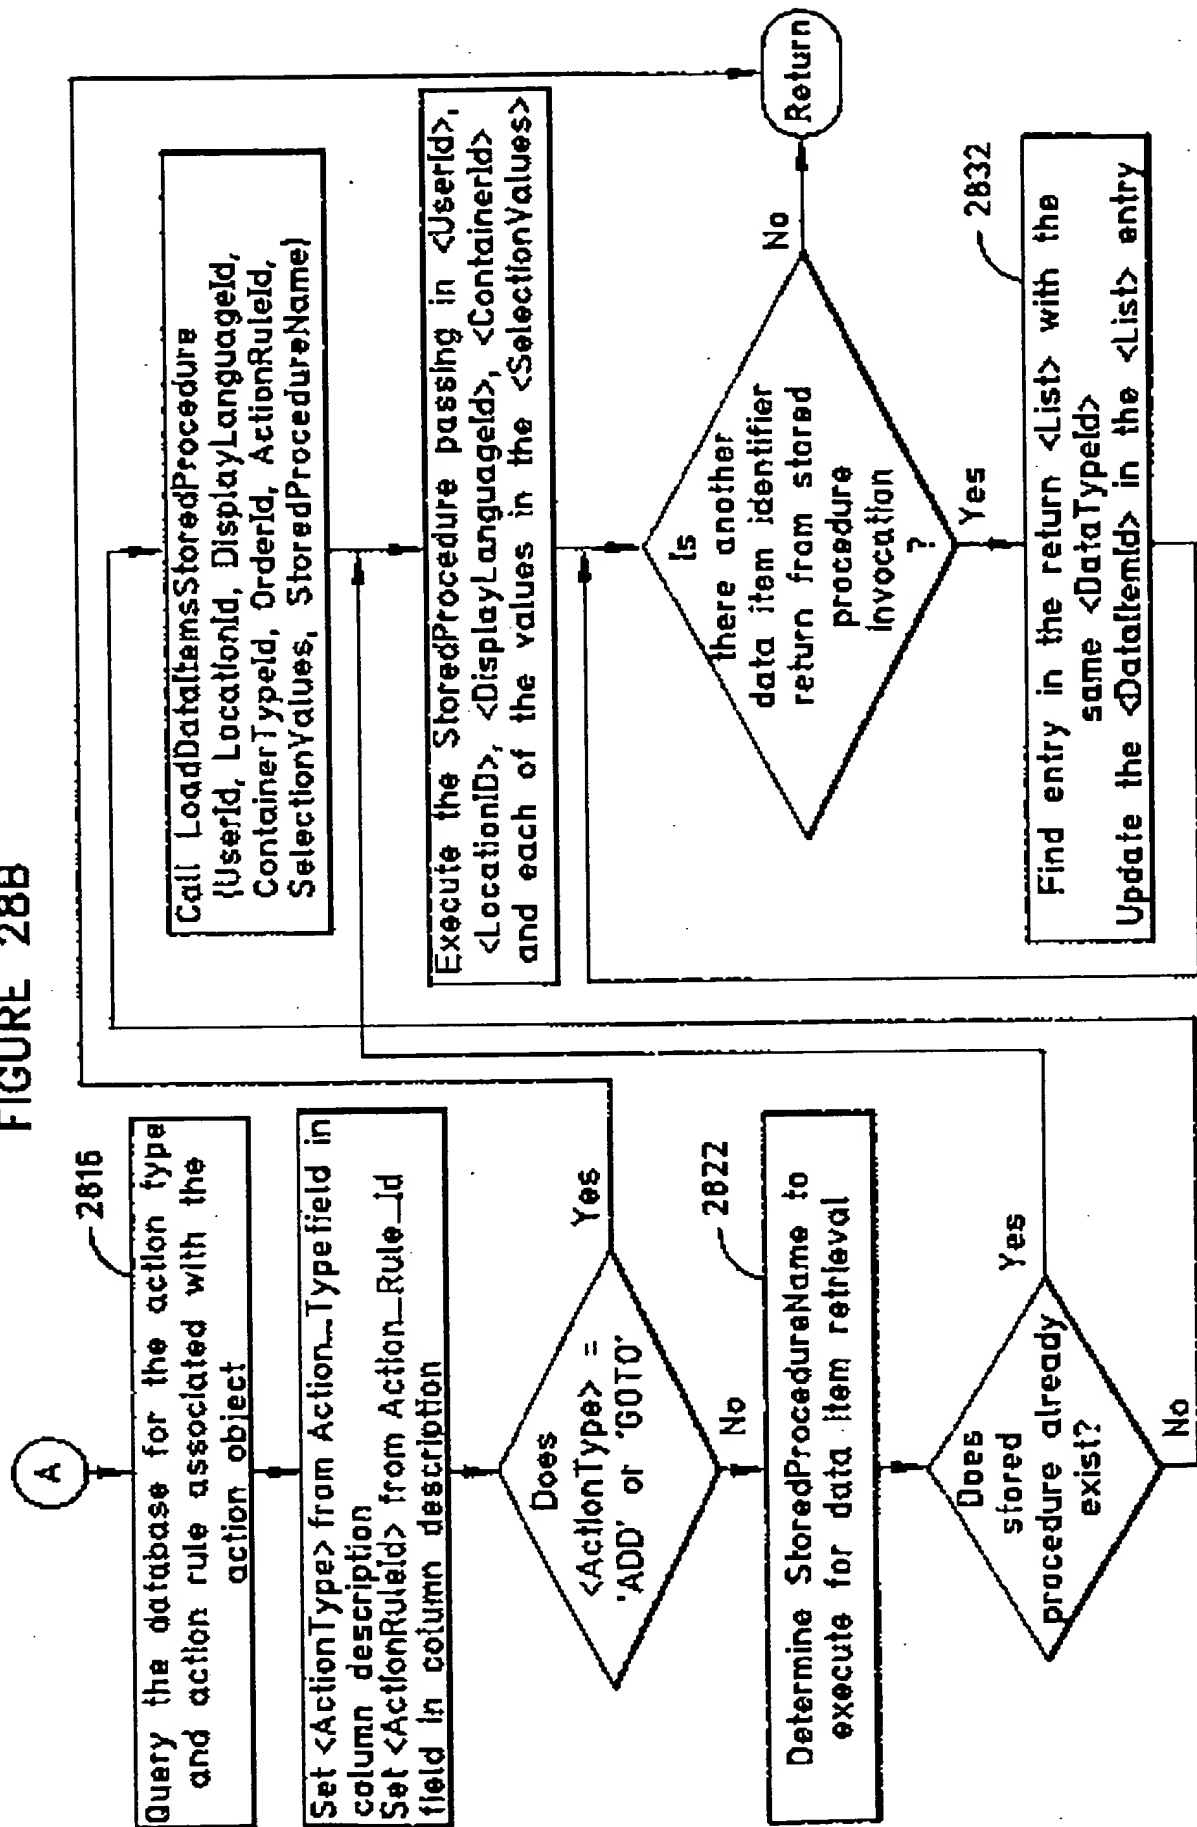 FIGURE 28B
A
2816
Query the database for the action type
and action rule associated with the
action object
Set <ActionType> from Action_Type field in
column description
Set <ActionRuleId> from Action_Rule_Id
field in column description
Does
<ActionType> =
'ADD' or 'GOTO'
Yes
No
2822
Determine StoredProcedureName to
execute for data item retrieval
Does
stored
procedure already
exist?
Yes
No
Call LoadDataItemsStoredProcedure
(UserId, LocationId, DisplayLanguageId,
ContainerTypeId, OrderId, ActionRuleId,
SelectionValues, StoredProcedureName)
Execute the StoredProcedure passing in <UserId>,
<LocationID>, <DisplayLanguageId>, <ContainerId>
and each of the values in the <SelectionValues>
Is
there another
data item identifier
return from stored
procedure
invocation
?
No
Return
Yes
2832
Find entry in the return <List> with the
same <DataTypeId>
Update the <DataItemId> in the <List> entry